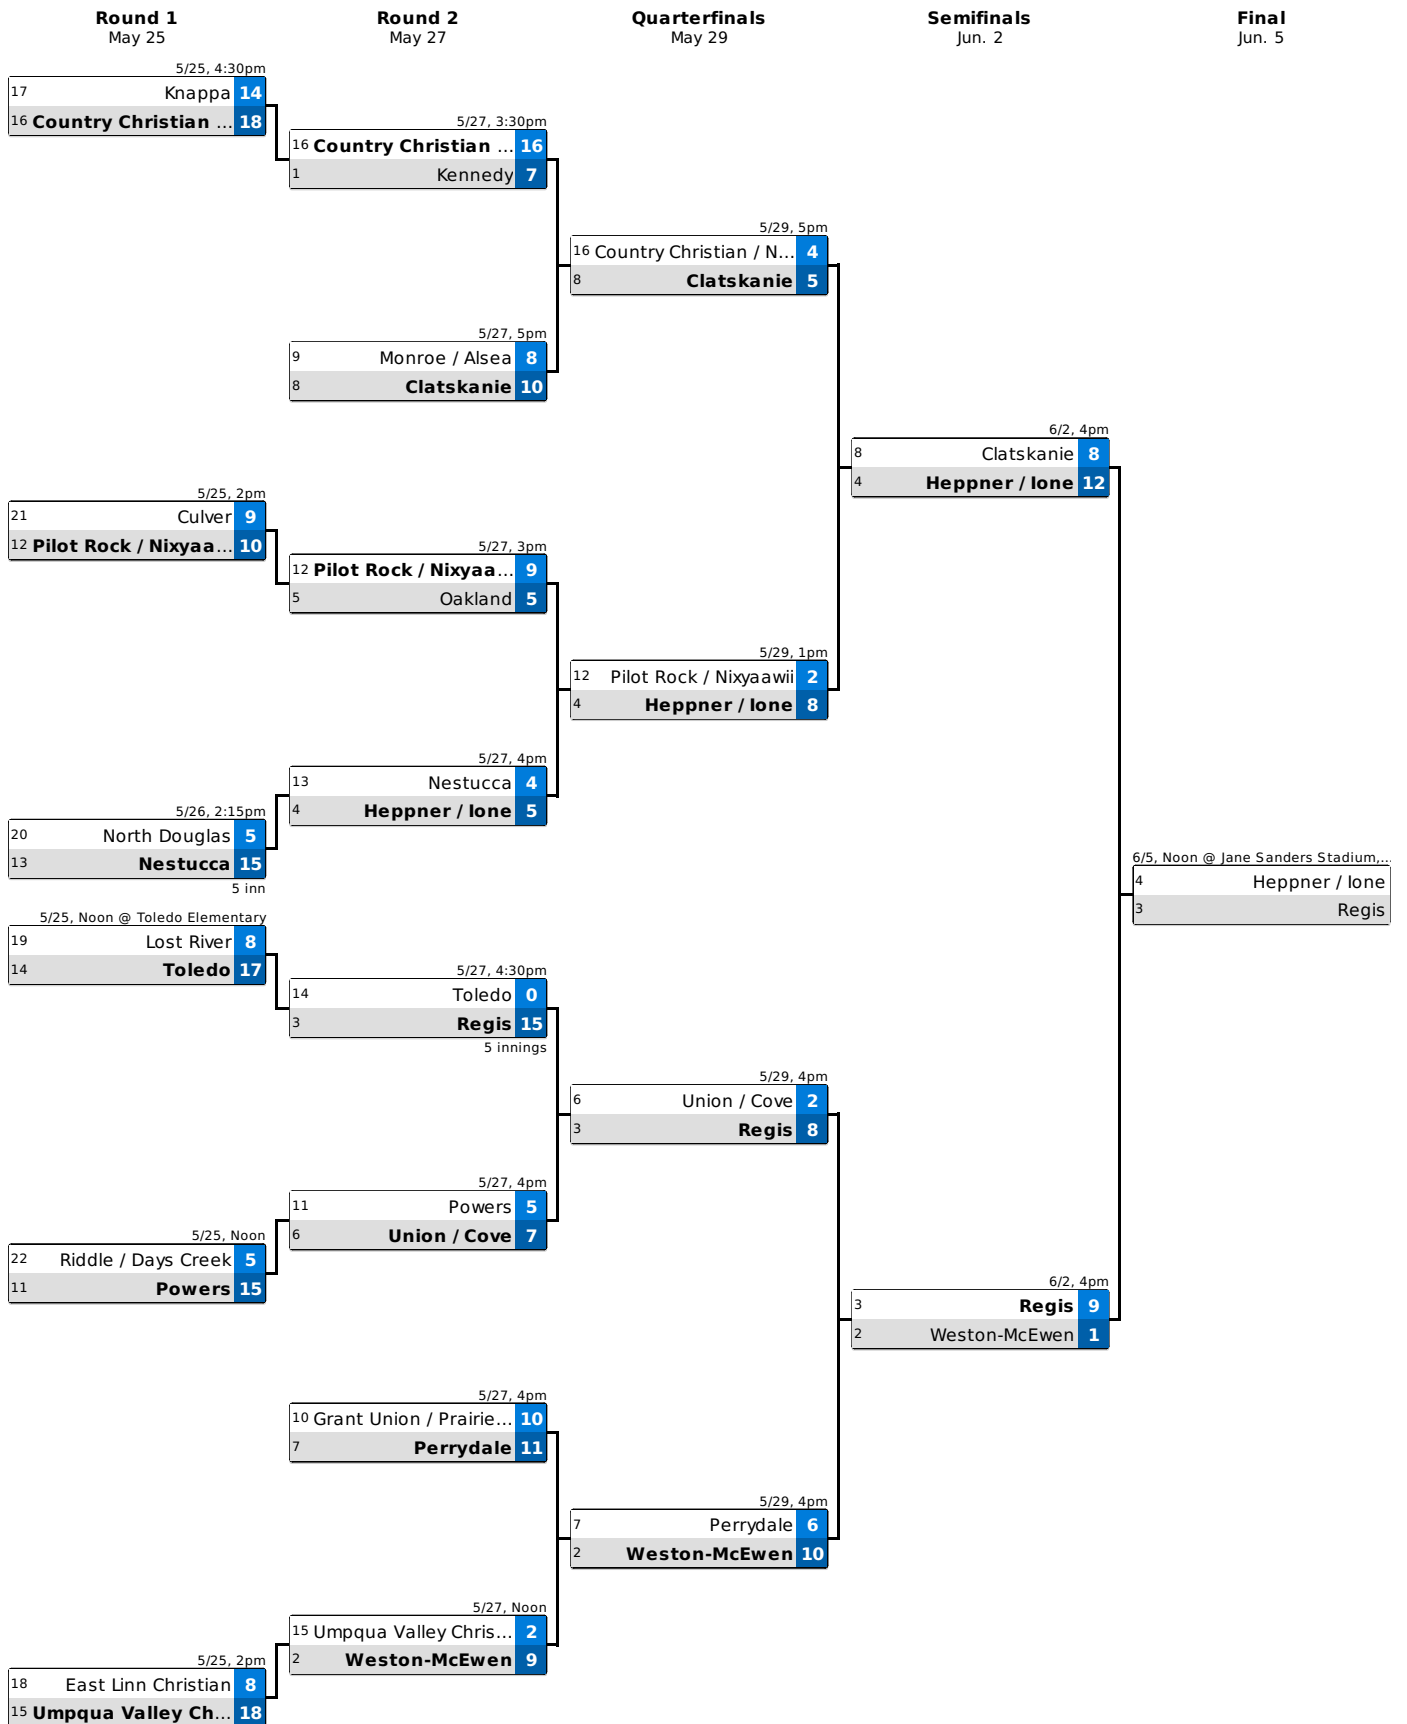 Round 1
May 25
Round 2
May 27
Quarterfinals
May 29
Semifinals
Jun. 2
Final
Jun. 5
5/25, 4:30pm
17 Knappa 14
16 Country Christian ... 18
5/25, 2pm
21 Culver 9
12 Pilot Rock / Nixyaa... 10
5/26, 2:15pm
20 North Douglas 5
13 Nestucca 15
5 inn
5/25, Noon @ Toledo Elementary
19 Lost River 8
14 Toledo 17
5/25, Noon
22 Riddle / Days Creek 5
11 Powers 15
5/25, 2pm
18 East Linn Christian 8
15 Umpqua Valley Ch... 18
5/27, 3:30pm
16 Country Christian ... 16
1 Kennedy 7
5/27, 5pm
9 Monroe / Alsea 8
8 Clatskanie 10
5/27, 3pm
12 Pilot Rock / Nixyaa... 9
5 Oakland 5
5/27, 4pm
13 Nestucca 4
4 Heppner / Ione 5
5/27, 4:30pm
14 Toledo 0
3 Regis 15
5 innings
5/27, 4pm
11 Powers 5
6 Union / Cove 7
5/27, 4pm
10 Grant Union / Prairie... 10
7 Perrydale 11
5/27, Noon
15 Umpqua Valley Chris... 2
2 Weston-McEwen 9
5/29, 5pm
16 Country Christian / N... 4
8 Clatskanie 5
5/29, 1pm
12 Pilot Rock / Nixyaawii 2
4 Heppner / Ione 8
5/29, 4pm
6 Union / Cove 2
3 Regis 8
5/29, 4pm
7 Perrydale 6
2 Weston-McEwen 10
6/2, 4pm
8 Clatskanie 8
4 Heppner / Ione 12
6/2, 4pm
3 Regis 9
2 Weston-McEwen 1
6/5, Noon @ Jane Sanders Stadium,...
4 Heppner / Ione
3 Regis